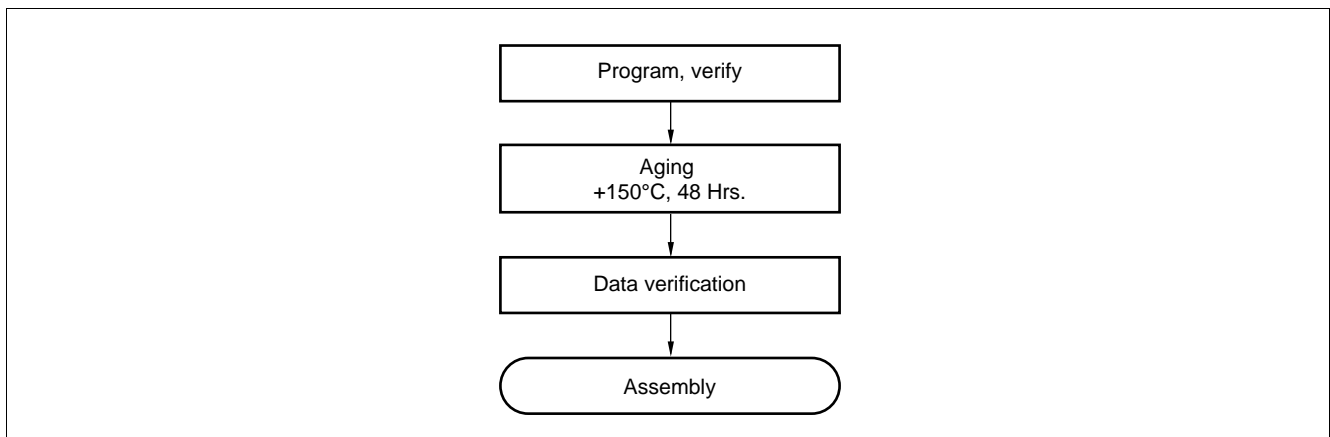 Program, verify
Aging
+150°C, 48 Hrs.
Data verification
Assembly